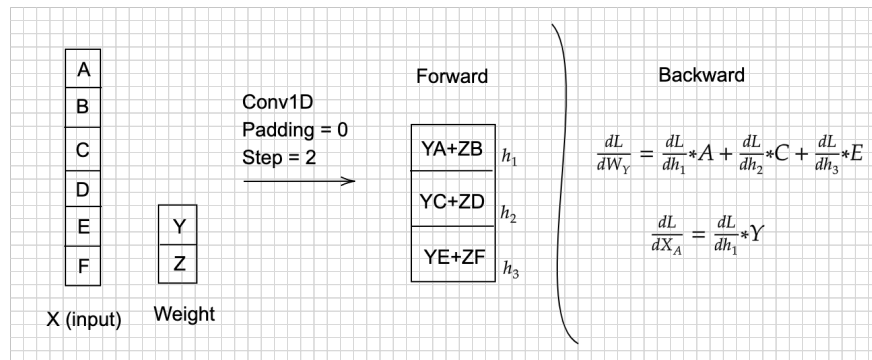 A
B
C
D
E
F
X (input)
Y
Z
Weight
Conv1D
Padding = 0
Step = 2
Forward
YA+ZB h₁
YC+ZD h₂
YE+ZF h₃
Backward
dL/dW_Y = dL/dh₁*A + dL/dh₂*C + dL/dh₃*E
dL/dX_A = dL/dh₁*Y